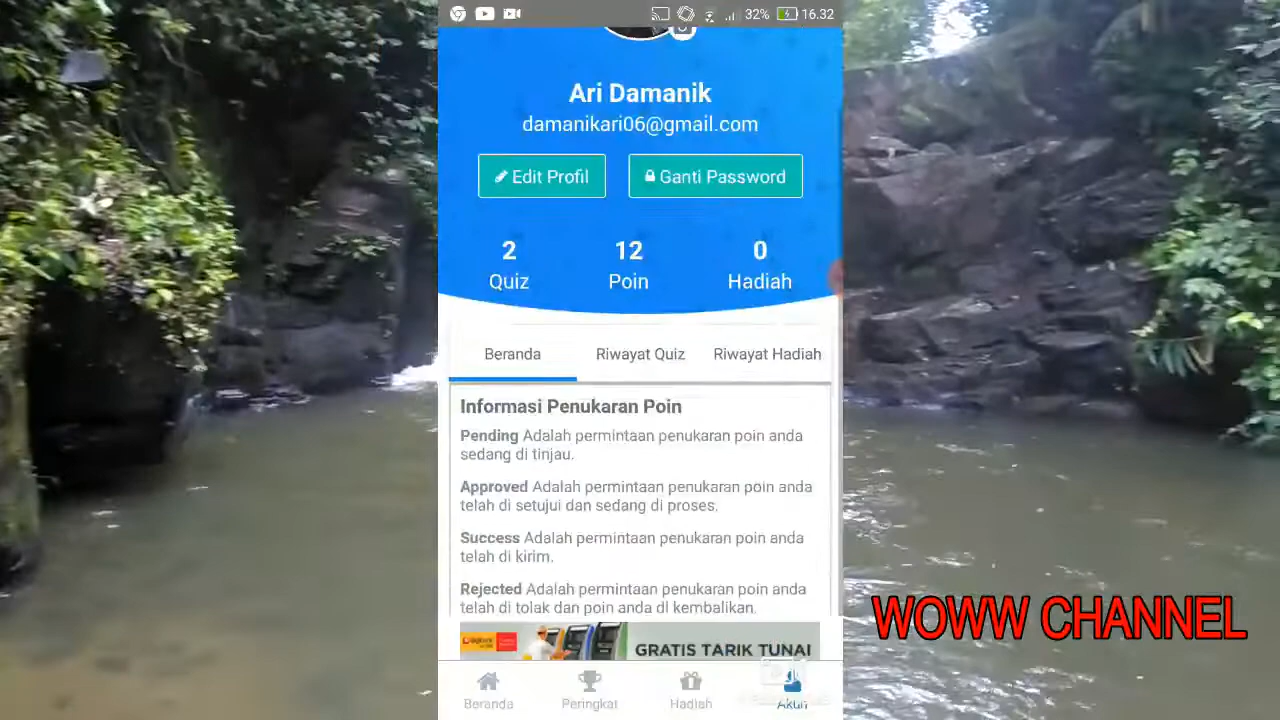 32% 16.32
Ari Damanik
damanikari06@gmail.com
Edit Profil Ganti Password
2 12 0
Quiz Poin Hadiah
Beranda Riwayat Quiz Riwayat Hadiah
Informasi Penukaran Poin
Pending Adalah permintaan penukaran poin anda
sedang di tinjau.
Approved Adalah permintaan penukaran poin anda
telah di setujui dan sedang di proses.
Success Adalah permintaan penukaran poin anda
telah di kirim.
Rejected Adalah permintaan penukaran poin anda
telah di tolak dan poin anda di kembalikan.
GRATIS TARIK TUNAI
Beranda Peringkat Hadiah Akun
WOWW CHANNEL